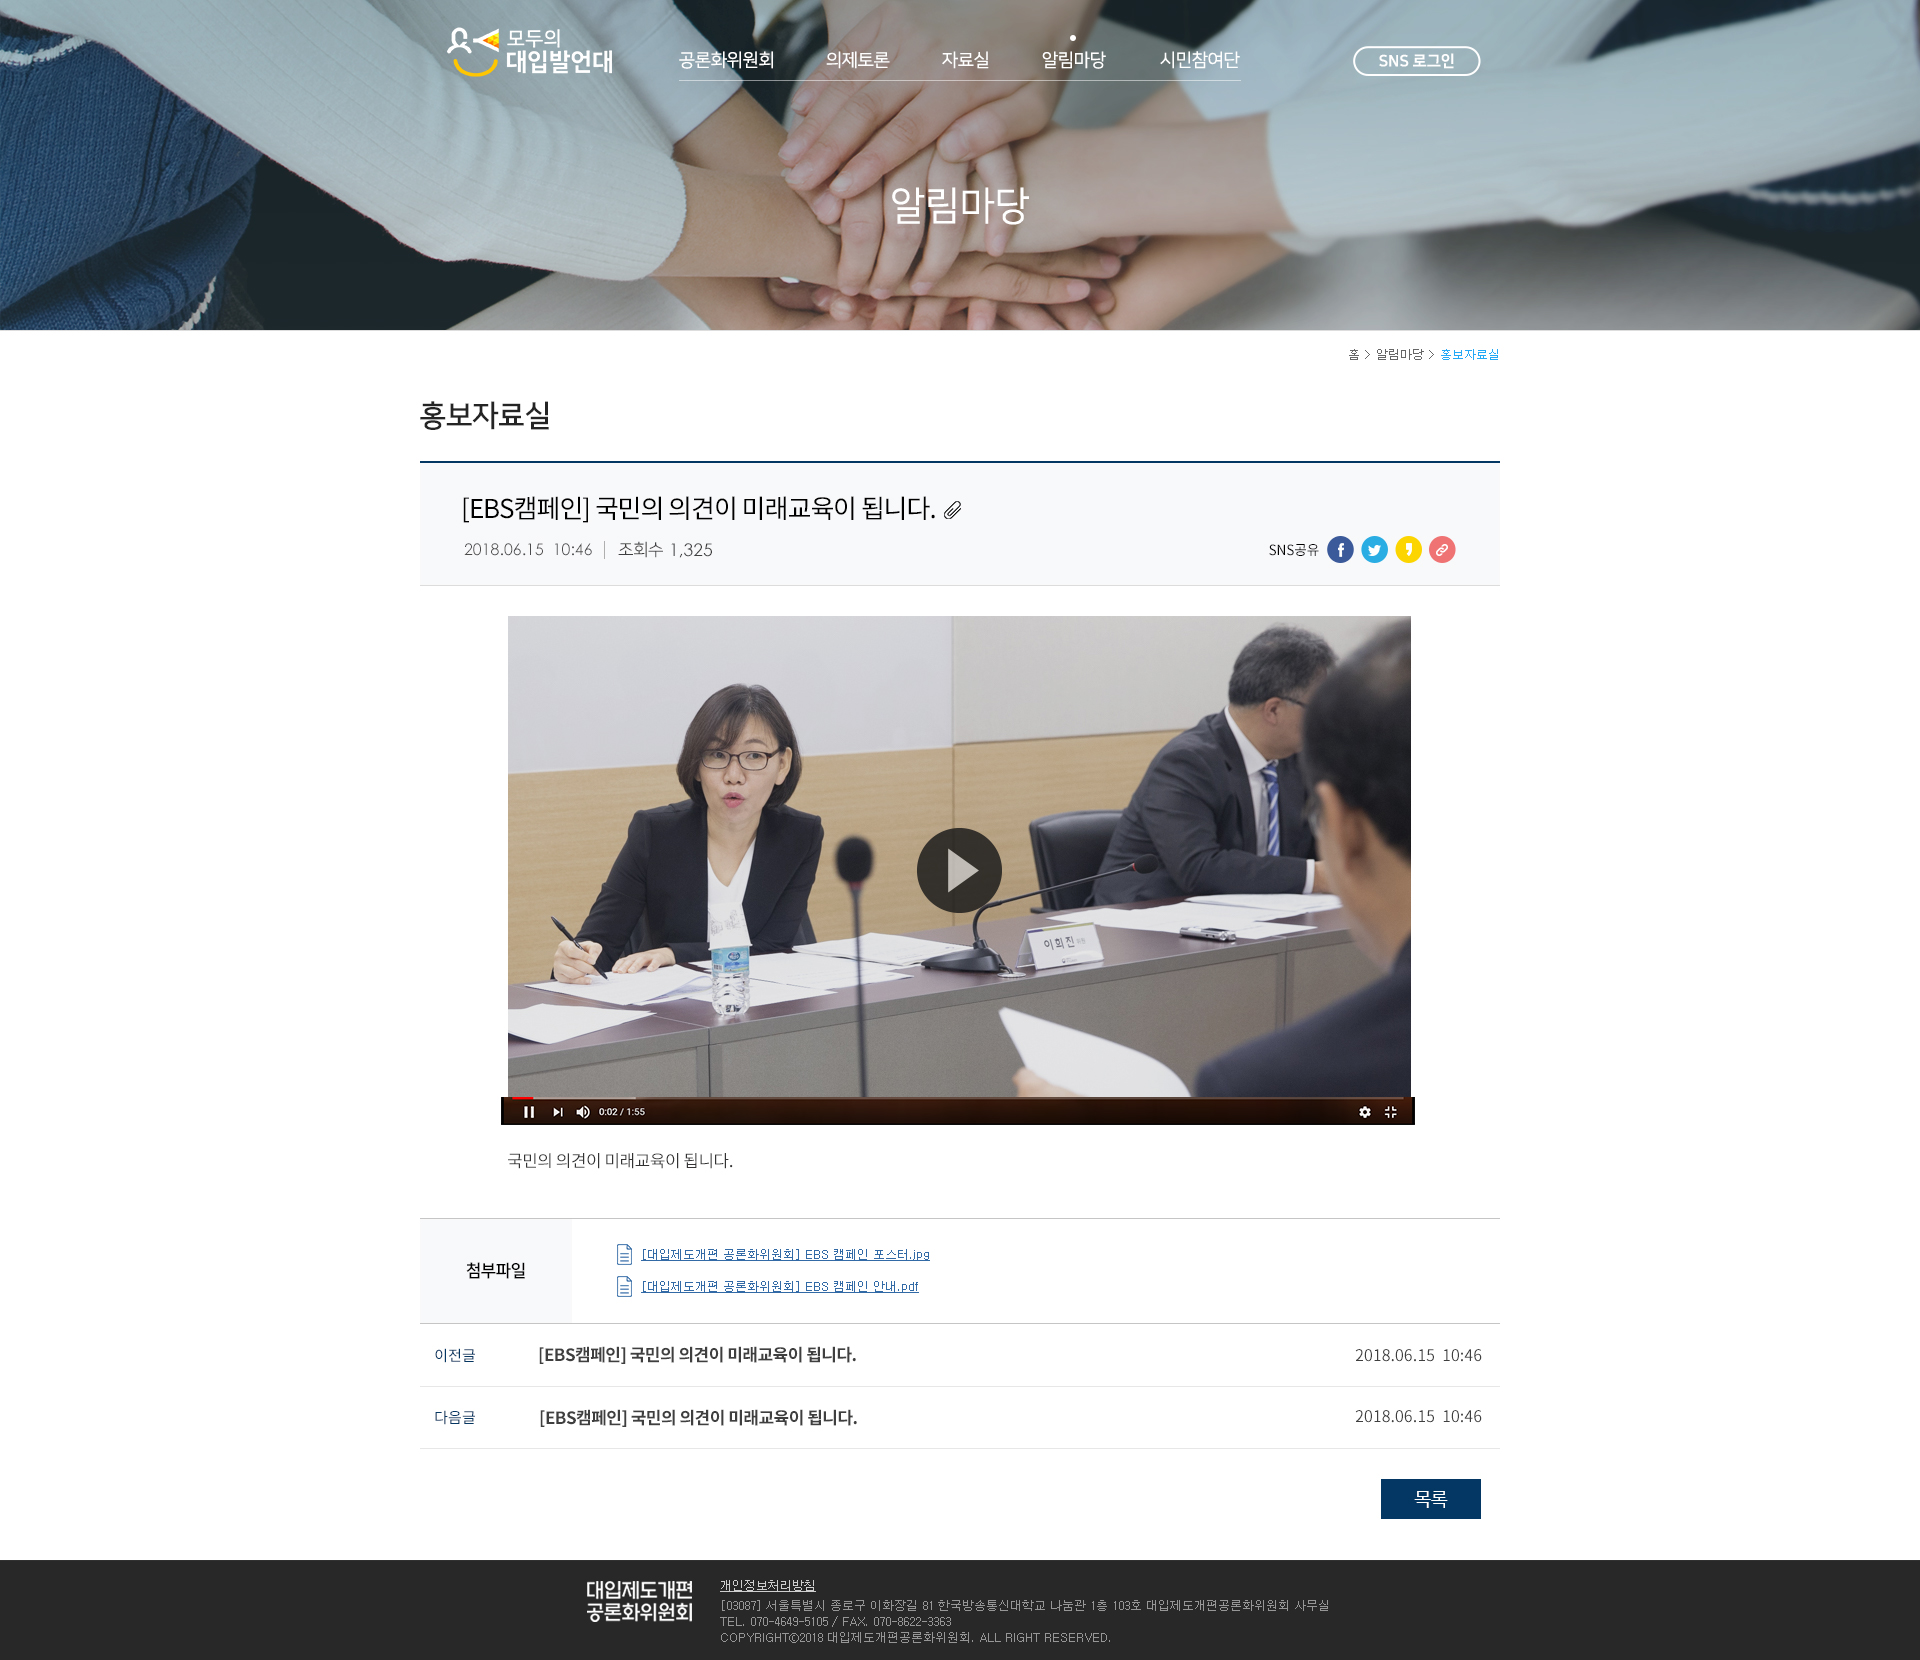 모두의
대입발언대
공론화위원회 의제토론 자료실 알림마당 시민참여단
SNS 로그인
알림마당
홈 > 알림마당 > 홍보자료실
홍보자료실
[EBS캠페인] 국민의 의견이 미래교육이 됩니다.
2018.06.15 10:46 | 조회수 1,325
SNS공유
이희진
0:02 / 1:55
국민의 의견이 미래교육이 됩니다.
첨부파일
[대입제도개편 공론화위원회] EBS 캠페인 포스터.jpg
[대입제도개편 공론화위원회] EBS 캠페인 안내.pdf
이전글 [EBS캠페인] 국민의 의견이 미래교육이 됩니다. 2018.06.15 10:46
다음글 [EBS캠페인] 국민의 의견이 미래교육이 됩니다. 2018.06.15 10:46
목록
대입제도개편
공론화위원회
개인정보처리방침
[03087] 서울특별시 종로구 이화장길 81 한국방송통신대학교 나눔관 1층 103호 대입제도개편공론화위원회 사무실
TEL. 070-4649-5105 / FAX. 070-8622-3363
COPYRIGHT©2018 대입제도개편공론화위원회. ALL RIGHT RESERVED.